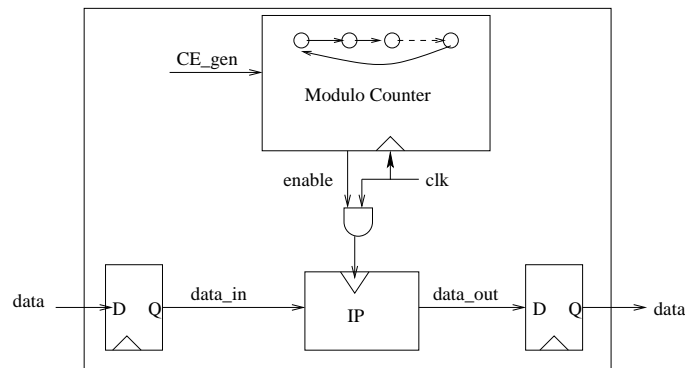 CE_gen
Modulo Counter
enable
clk
data
D
Q
data_in
IP
data_out
D
Q
data